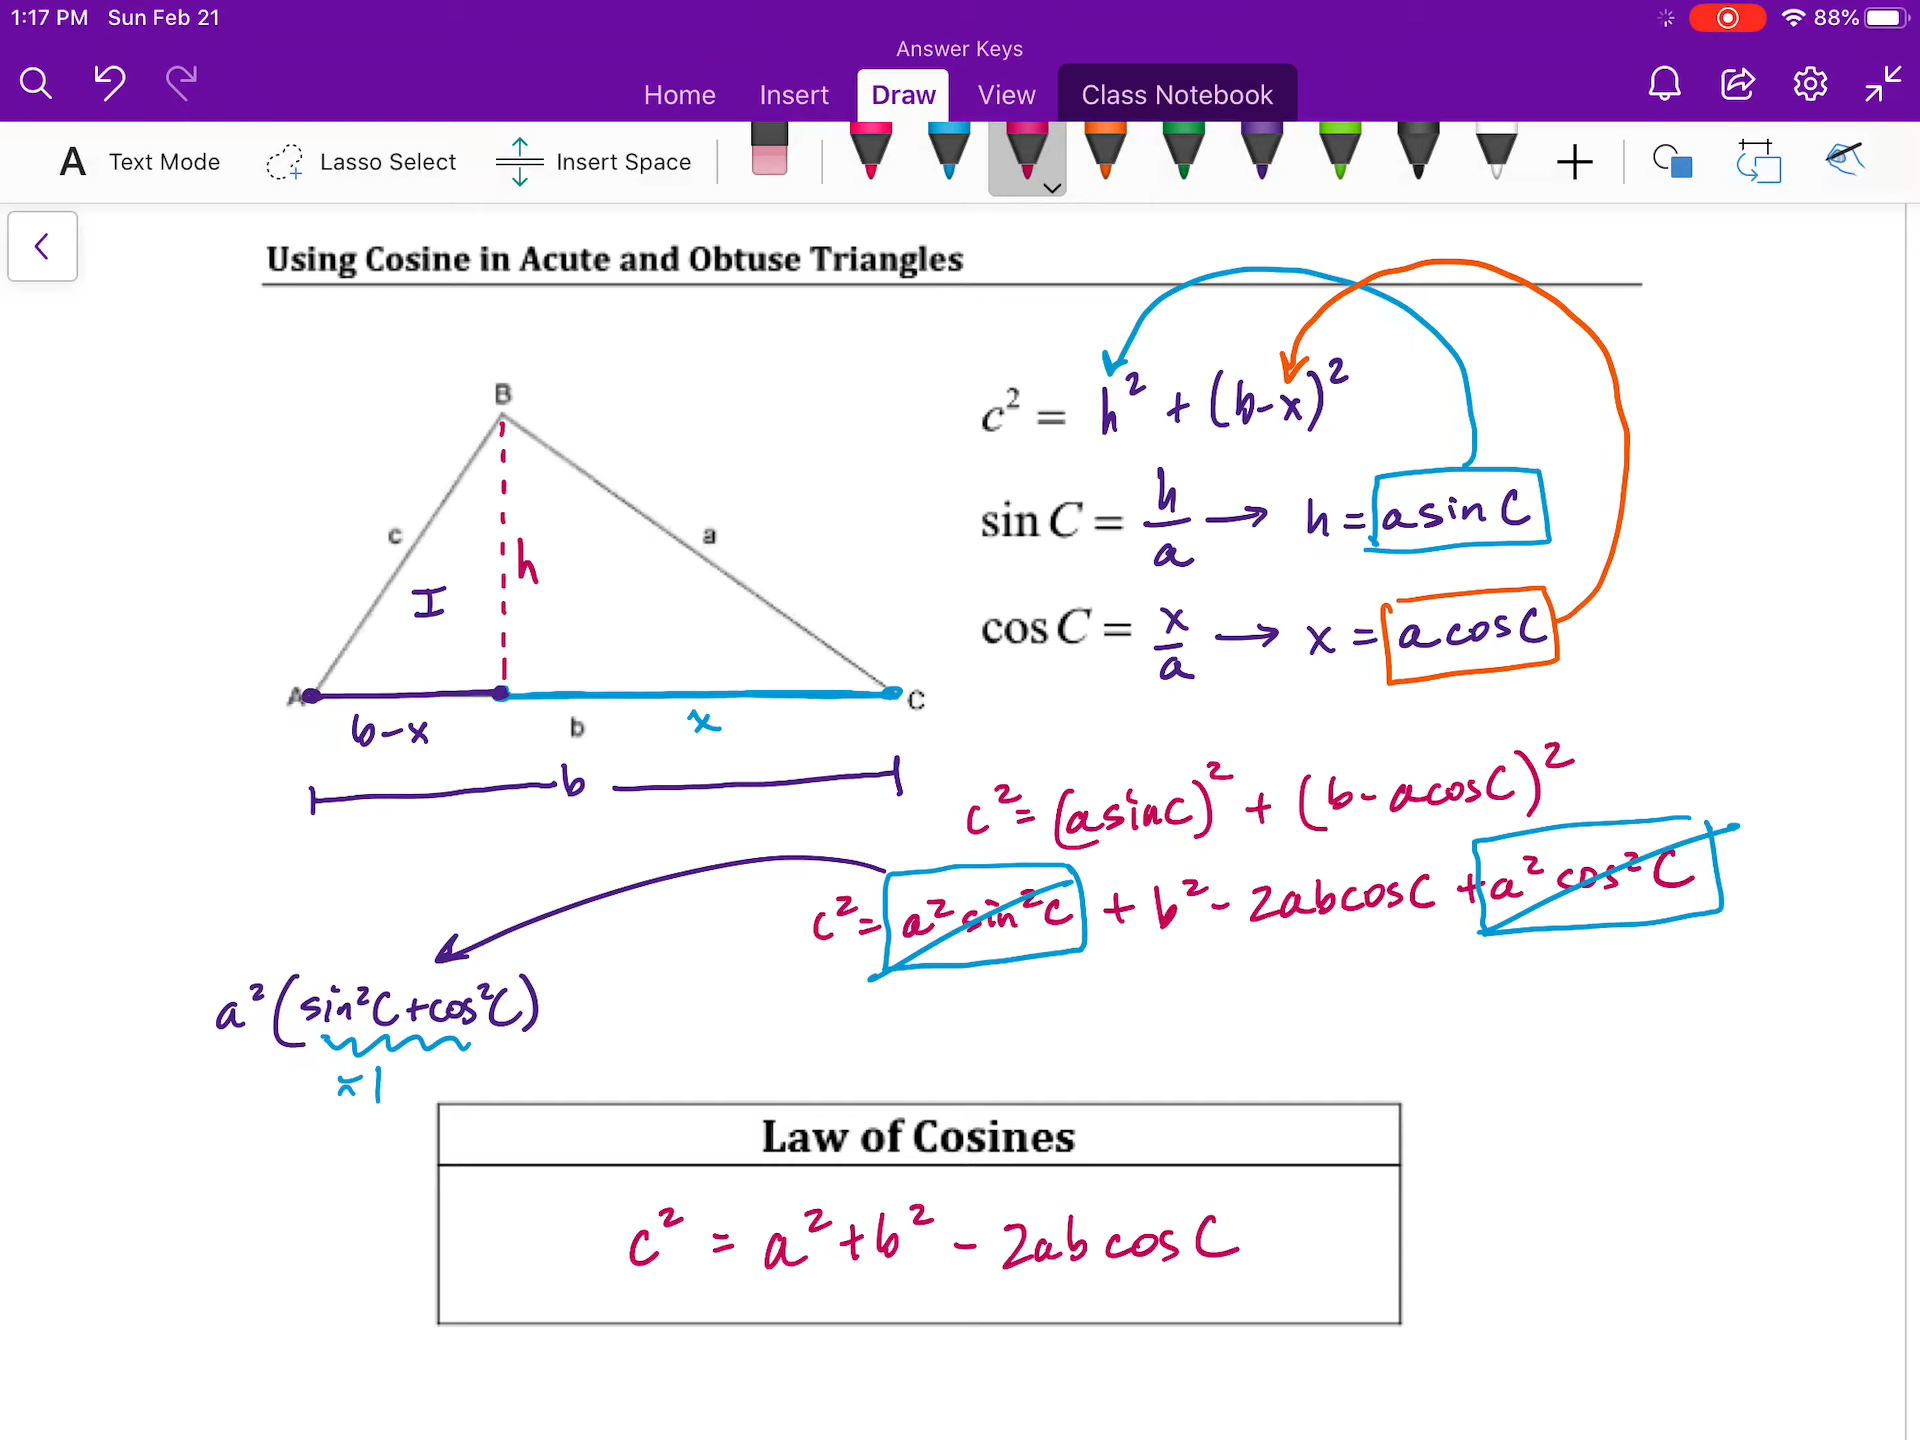 1:17 PM Sun Feb 21 88%
Answer Keys
Home Insert Draw View Class Notebook
A Text Mode Lasso Select Insert Space
Using Cosine in Acute and Obtuse Triangles
B
c² = h² + (b-x)²
c a
h
sin C = h/a → h = a sin C
I
cos C = x/a → x = a cos C
A C
b-x b x
b
c² = (a sin C)² + (b - a cos C)²
c² = a² sin² C + b² - 2ab cos C + a² cos² C
a² (sin² C + cos² C)
= 1
Law of Cosines
c² = a² + b² - 2ab cos C